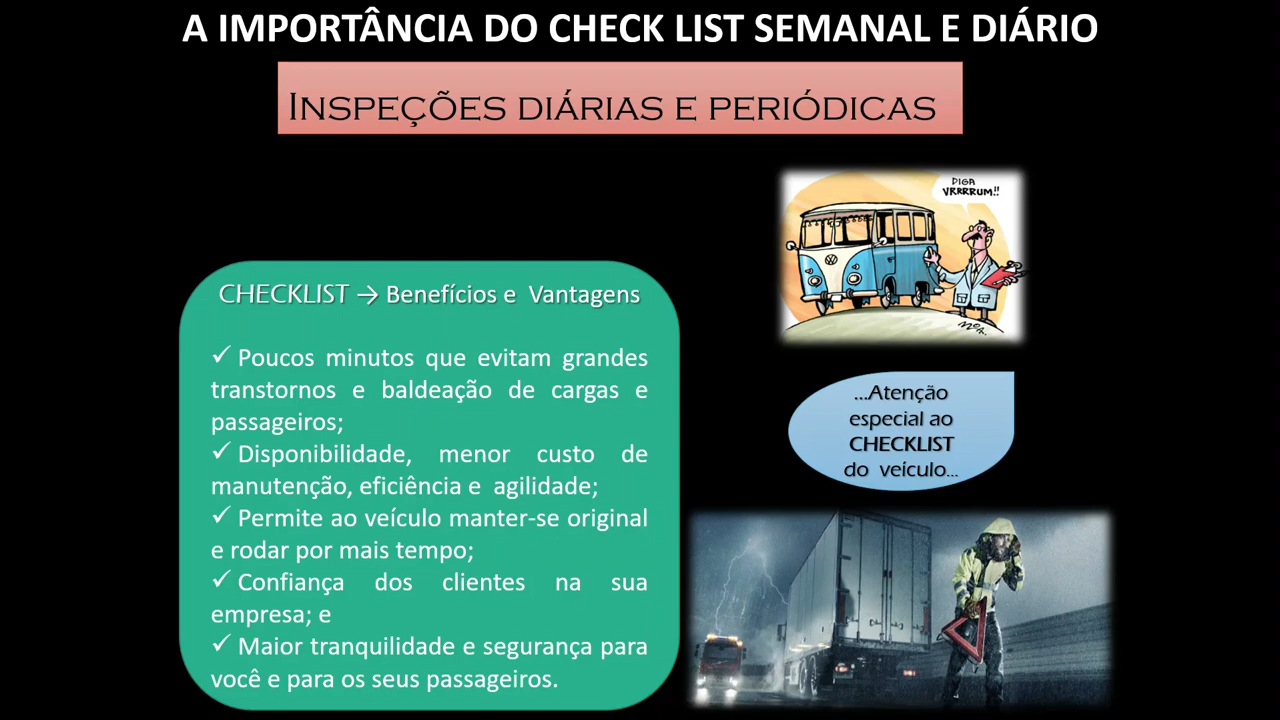 A IMPORTÂNCIA DO CHECK LIST SEMANAL E DIÁRIO
INSPEÇÕES DIÁRIAS E PERIÓDICAS
DIGA
VRRRRUM!!
CHECKLIST → Benefícios e Vantagens
✓ Poucos minutos que evitam grandes
transtornos e baldeação de cargas e
passageiros;
✓ Disponibilidade, menor custo de
manutenção, eficiência e agilidade;
✓ Permite ao veículo manter-se original
e rodar por mais tempo;
✓ Confiança dos clientes na sua
empresa; e
✓ Maior tranquilidade e segurança para
você e para os seus passageiros.
...Atenção
especial ao
CHECKLIST
do veículo...